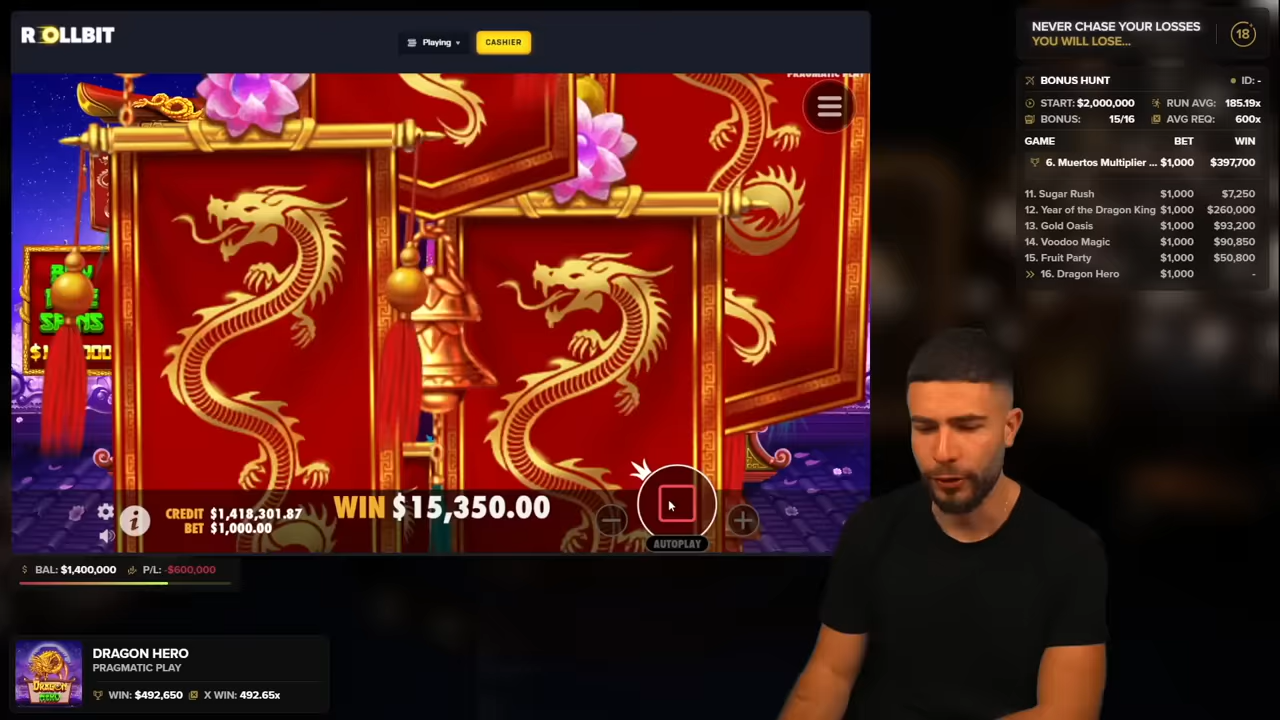 ROLLBIT
Playing
CASHIER
PRAGMATIC PLAY
NEVER CHASE YOUR LOSSES
YOU WILL LOSE...
18+
BONUS HUNT
ID: -
START: $2,000,000
RUN AVG: 185.19x
BONUS: 15/16
AVG REQ: 600x
GAME BET WIN
6. Muertos Multiplier ... $1,000 $397,700
11. Sugar Rush $1,000 $7,250
12. Year of the Dragon King $1,000 $260,000
13. Gold Oasis $1,000 $93,200
14. Voodoo Magic $1,000 $90,850
15. Fruit Party $1,000 $50,800
16. Dragon Hero $1,000 -
CREDIT $1,418,301.87
BET $1,000.00
WIN $15,350.00
AUTOPLAY
BAL: $1,400,000 P/L: -$600,000
DRAGON HERO
PRAGMATIC PLAY
WIN: $492,650 X WIN: 492.65x